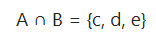 A ∩ B = {c, d, e}